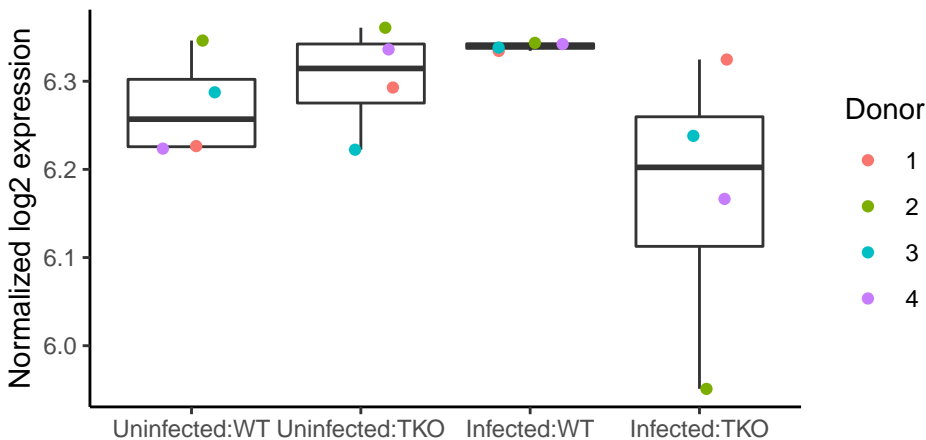 Normalized log2 expression
6.3
6.2
6.1
6.0
Uninfected:WT Uninfected:TKO Infected:WT Infected:TKO
Donor
1
2
3
4